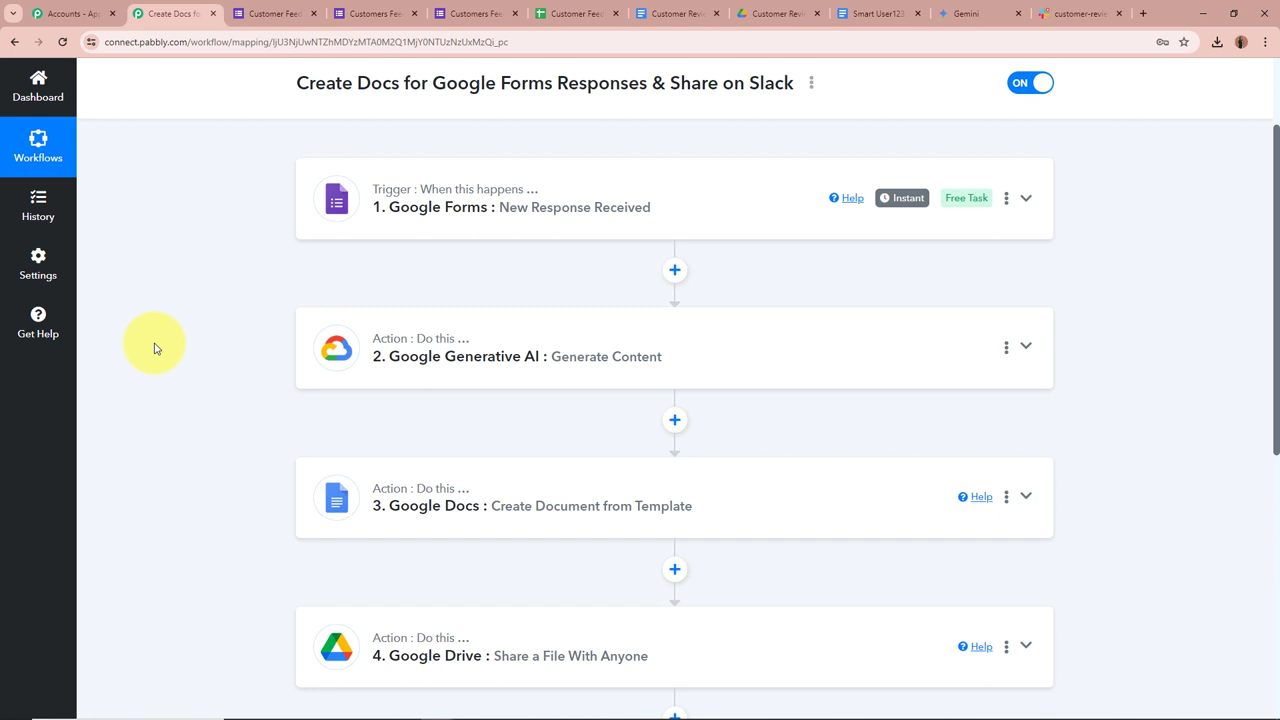 Accounts - App
Create Docs for
Customer Feed
Customers Fee
Customers Fee
Customer Feed
Customer Rev
Customer Revi
Smart User123
Gemini
customer-revie
connect.pabbly.com/workflow/mapping/IjU3NjUwNTZhMDYzMTA0M2Q1MjY0NTUzNzUxMzQi_pc
Dashboard
Workflows
History
Settings
Get Help
Create Docs for Google Forms Responses & Share on Slack
ON
Trigger : When this happens ...
1. Google Forms : New Response Received
Help
Instant
Free Task
Action : Do this ...
2. Google Generative AI : Generate Content
Action : Do this ...
3. Google Docs : Create Document from Template
Help
Action : Do this ...
4. Google Drive : Share a File With Anyone
Help